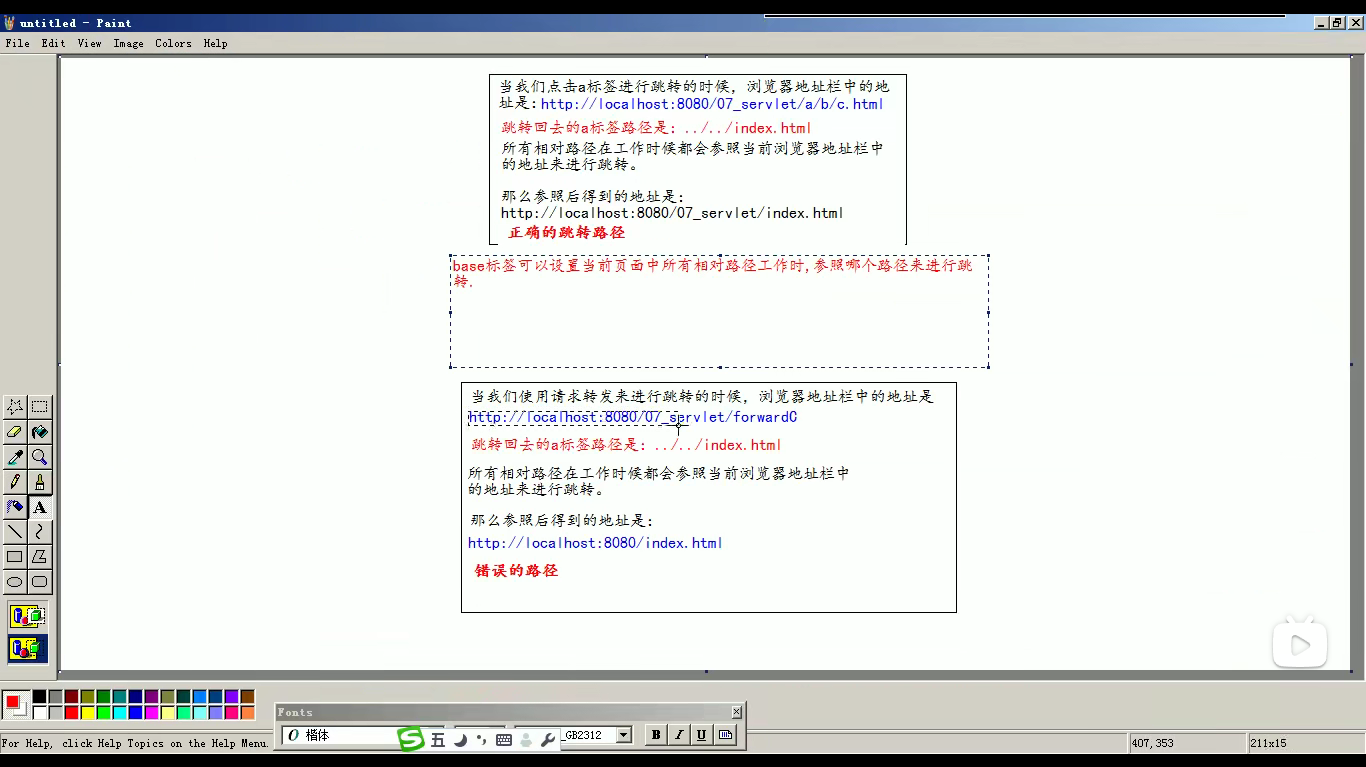 untitled - Paint
File Edit View Image Colors Help
当我们点击a标签进行跳转的时候，浏览器地址栏中的地
址是：http://localhost:8080/07_servlet/a/b/c.html
跳转回去的a标签路径是：../../index.html
所有相对路径在工作时候都会参照当前浏览器地址栏中
的地址来进行跳转。
那么参照后得到的地址是：
http://localhost:8080/07_servlet/index.html
正确的跳转路径
base标签可以设置当前页面中所有相对路径工作时,参照哪个路径来进行跳
转.
当我们使用请求转发来进行跳转的时候，浏览器地址栏中的地址是
http://localhost:8080/07_servlet/forwardC
跳转回去的a标签路径是：../../index.html
所有相对路径在工作时候都会参照当前浏览器地址栏中
的地址来进行跳转。
那么参照后得到的地址是：
http://localhost:8080/index.html
错误的路径
Fonts
O 楷体 S 五 _GB2312 B I U
For Help, click Help Topics on the Help Menu. 407,353 211x15